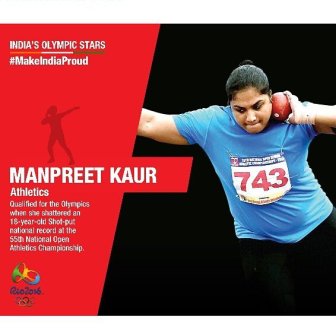 INDIA'S OLYMPIC STARS
#MakeIndiaProud
MANPREET KAUR
Athletics
Qualified for the Olympics
when she shattered an
18-year-old Shot-put
national record at the
55th National Open
Athletics Championship.
743
Rio2016